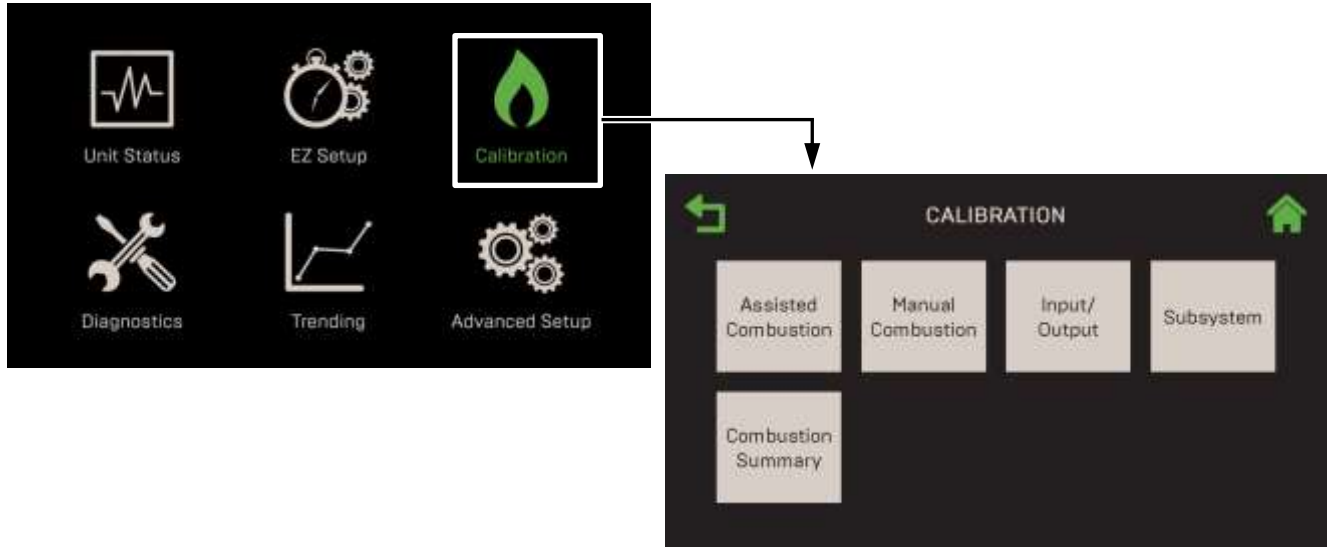 Unit Status
EZ Setup
Calibration
Diagnostics
Trending
Advanced Setup
CALIBRATION
Assisted
Combustion
Manual
Combustion
Input/
Output
Subsystem
Combustion
Summary